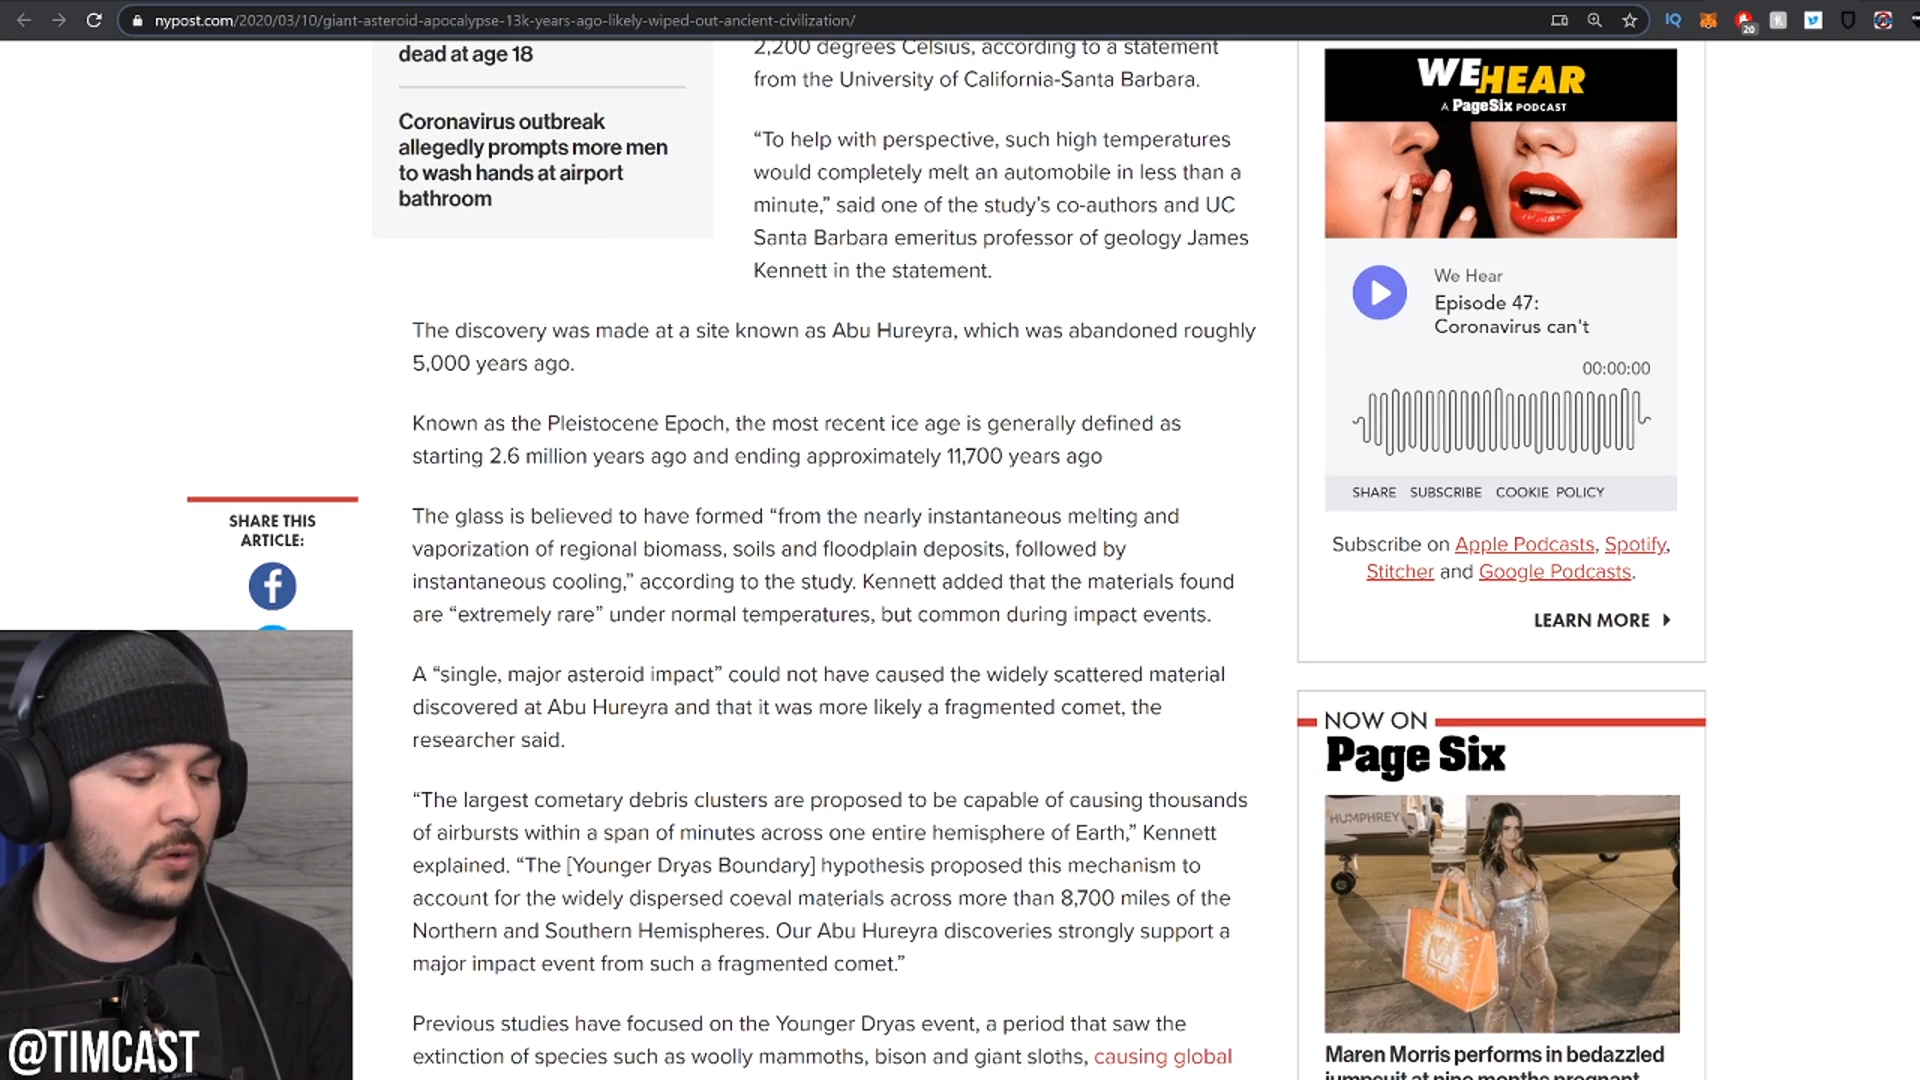 nypost.com/2020/03/10/giant-asteroid-apocalypse-13k-years-ago-likely-wiped-out-ancient-civilization/
20
dead at age 18
Coronavirus outbreak
allegedly prompts more men
to wash hands at airport
bathroom
2,200 degrees Celsius, according to a statement
from the University of California-Santa Barbara.
“To help with perspective, such high temperatures
would completely melt an automobile in less than a
minute,” said one of the study’s co-authors and UC
Santa Barbara emeritus professor of geology James
Kennett in the statement.
The discovery was made at a site known as Abu Hureyra, which was abandoned roughly
5,000 years ago.
Known as the Pleistocene Epoch, the most recent ice age is generally defined as
starting 2.6 million years ago and ending approximately 11,700 years ago
The glass is believed to have formed “from the nearly instantaneous melting and
vaporization of regional biomass, soils and floodplain deposits, followed by
instantaneous cooling,” according to the study. Kennett added that the materials found
are “extremely rare” under normal temperatures, but common during impact events.
A “single, major asteroid impact” could not have caused the widely scattered material
discovered at Abu Hureyra and that it was more likely a fragmented comet, the
researcher said.
“The largest cometary debris clusters are proposed to be capable of causing thousands
of airbursts within a span of minutes across one entire hemisphere of Earth,” Kennett
explained. “The [Younger Dryas Boundary] hypothesis proposed this mechanism to
account for the widely dispersed coeval materials across more than 8,700 miles of the
Northern and Southern Hemispheres. Our Abu Hureyra discoveries strongly support a
major impact event from such a fragmented comet.”
Previous studies have focused on the Younger Dryas event, a period that saw the
extinction of species such as woolly mammoths, bison and giant sloths, causing global
SHARE THIS
ARTICLE:
@TIMCAST
WE HEAR
A PageSix PODCAST
We Hear
Episode 47:
Coronavirus can't
00:00:00
SHARE SUBSCRIBE COOKIE POLICY
Subscribe on Apple Podcasts, Spotify,
Stitcher and Google Podcasts.
LEARN MORE
NOW ON
Page Six
HUMPHREY
Maren Morris performs in bedazzled
jumpsuit at nine months pregnant